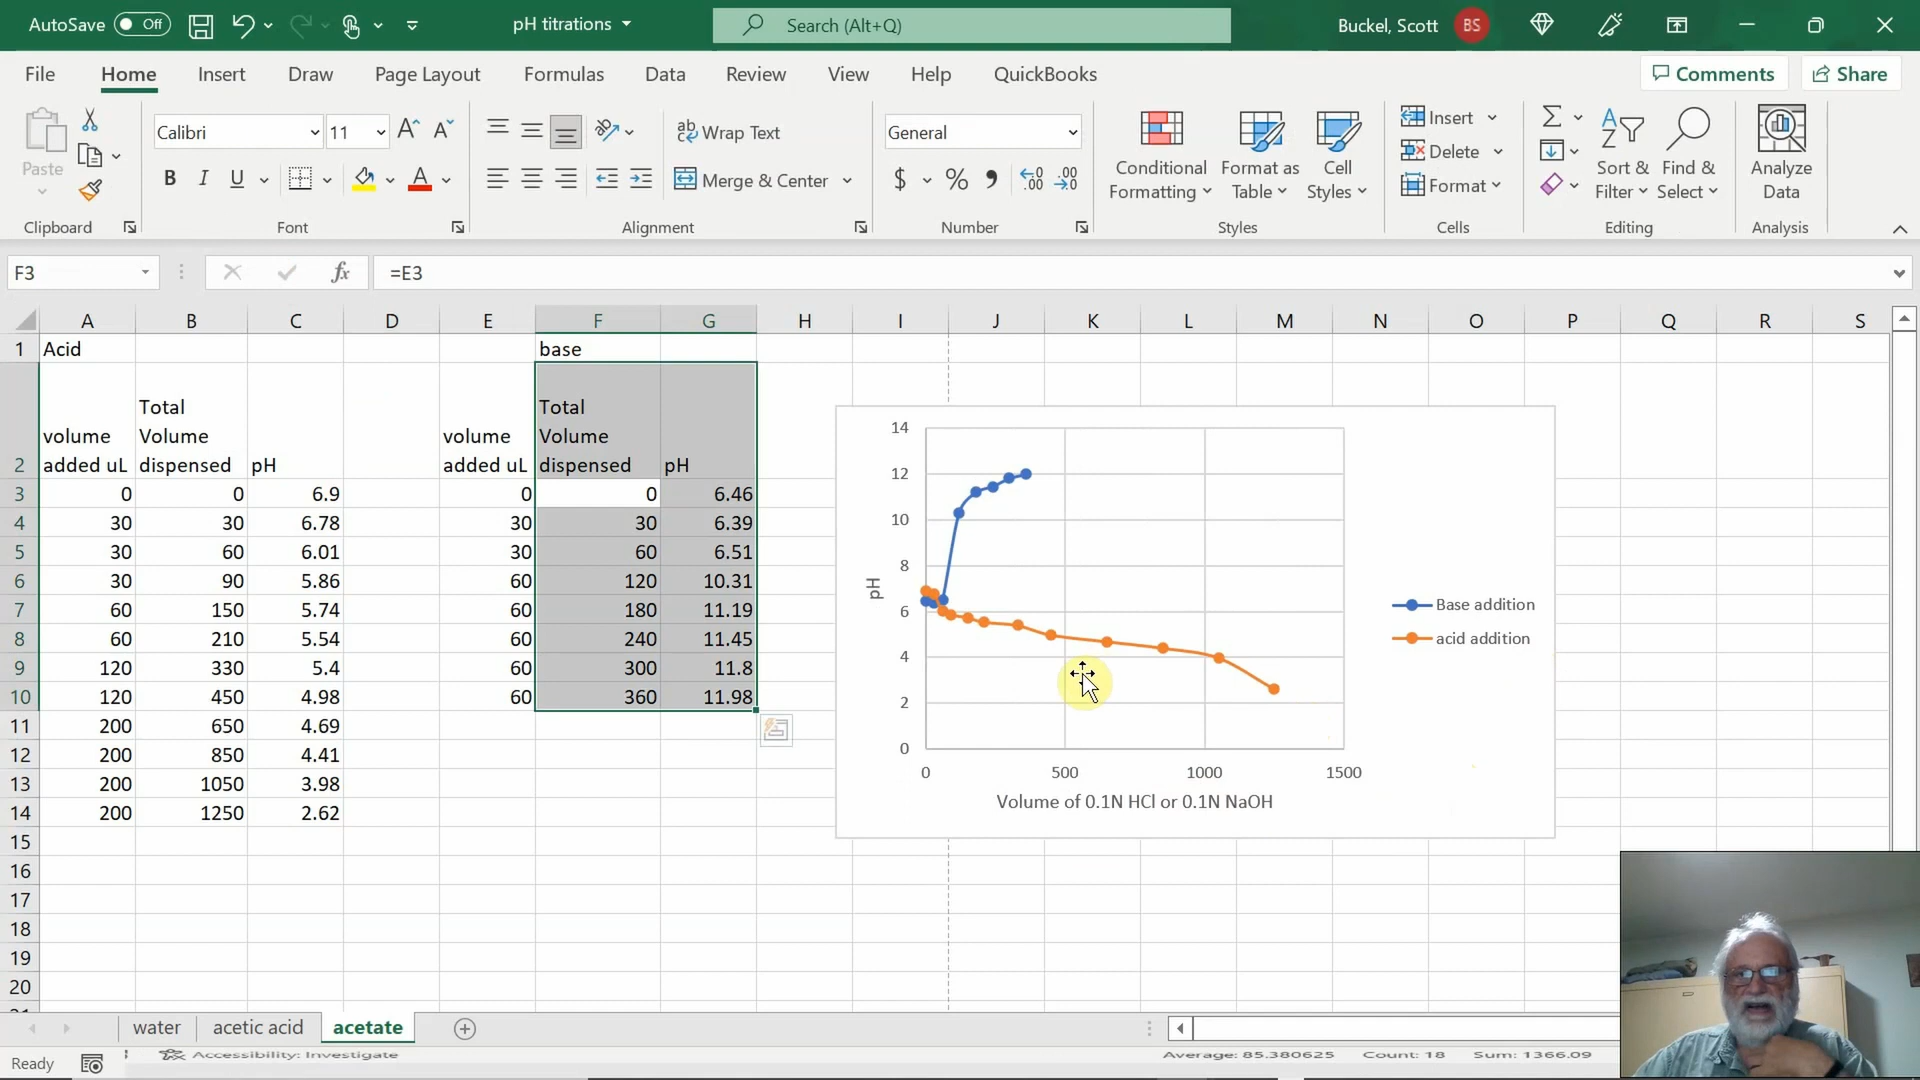 AutoSave Off pH titrations Search (Alt+Q) Buckel, Scott BS
File Home Insert Draw Page Layout Formulas Data Review View Help QuickBooks Comments Share
Calibri 11 Wrap Text General Insert
Paste Conditional Format as Cell Delete Sort & Find & Analyze
B I U Merge & Center $ % Formatting Table Styles Format Filter Select Data
Clipboard Font Alignment Number Styles Cells Editing Analysis
F3 fx =E3
A B C D E F G H I J K L M N O P Q R S
1 Acid base
2 volume added uL Total Volume dispensed pH volume added uL Total Volume dispensed pH
3 0 0 6.9 0 0 6.46
4 30 30 6.78 30 30 6.39
5 30 60 6.01 30 60 6.51
6 30 90 5.86 60 120 10.31
7 60 150 5.74 60 180 11.19
8 60 210 5.54 60 240 11.45
9 120 330 5.4 60 300 11.8
10 120 450 4.98 60 360 11.98
11 200 650 4.69
12 200 850 4.41
13 200 1050 3.98
14 200 1250 2.62
15
16
17
18
19
20
14
12
10
8
6
4
2
0
pH
0 500 1000 1500
Volume of 0.1N HCl or 0.1N NaOH
Base addition
acid addition
water acetic acid acetate
Ready Accessibility: Investigate Average: 85.380625 Count: 18 Sum: 1366.09